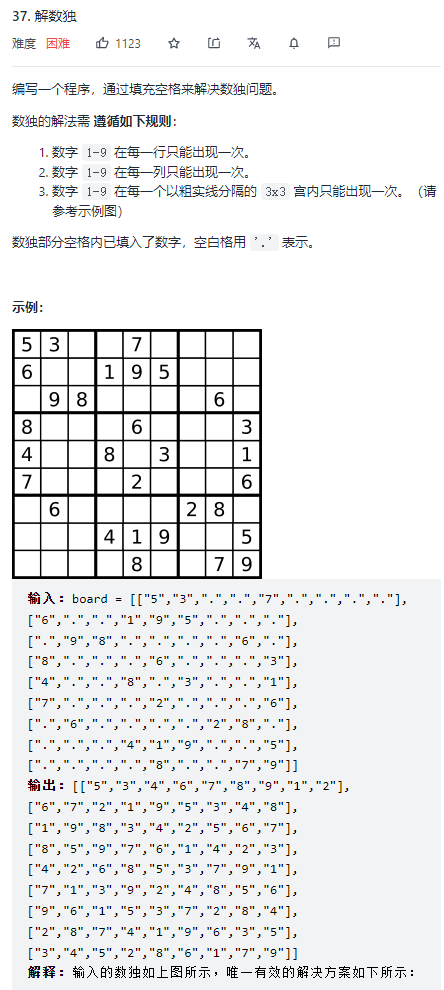 37. 解数独
难度 困难 1123
编写一个程序，通过填充空格来解决数独问题。
数独的解法需 遵循如下规则：
1. 数字 1-9 在每一行只能出现一次。
2. 数字 1-9 在每一列只能出现一次。
3. 数字 1-9 在每一个以粗实线分隔的 3x3 宫内只能出现一次。（请
参考示例图）
数独部分空格内已填入了数字，空白格用 '.' 表示。
示例：
5 3 7
6 1 9 5
9 8 6
8 6 3
4 8 3 1
7 2 6
6 2 8
4 1 9 5
8 7 9
输入：board = [["5","3",".",".","7",".",".",".","."],
["6",".",".","1","9","5",".",".","."],
[".","9","8",".",".",".",".","6","."],
["8",".",".",".","6",".",".",".","3"],
["4",".",".","8",".","3",".",".","1"],
["7",".",".",".","2",".",".",".","6"],
[".","6",".",".",".",".","2","8","."],
[".",".",".","4","1","9",".",".","5"],
[".",".",".",".","8",".",".","7","9"]]
输出：[["5","3","4","6","7","8","9","1","2"],
["6","7","2","1","9","5","3","4","8"],
["1","9","8","3","4","2","5","6","7"],
["8","5","9","7","6","1","4","2","3"],
["4","2","6","8","5","3","7","9","1"],
["7","1","3","9","2","4","8","5","6"],
["9","6","1","5","3","7","2","8","4"],
["2","8","7","4","1","9","6","3","5"],
["3","4","5","2","8","6","1","7","9"]]
解释：输入的数独如上图所示，唯一有效的解决方案如下所示：